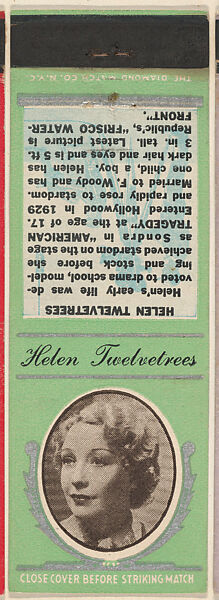 THE DIAMOND MATCH CO. N.Y.C.
HELEN TWELVETREES
Helen's early life was de-
voted to drama school, model-
ing and stock before she
achieved stardom on the stage
as Sondra in "AMERICAN
TRAGEDY" at the age of 17.
Entered Hollywood in 1929
and rapidly rose to stardom.
Married to F. Woody and has
one child, a boy. Helen has
dark hair and eyes and is 5 ft
3 in. tall. Latest picture is
Republic's, "FRISCO WATER-
FRONT".
Helen Twelvetrees
CLOSE COVER BEFORE STRIKING MATCH